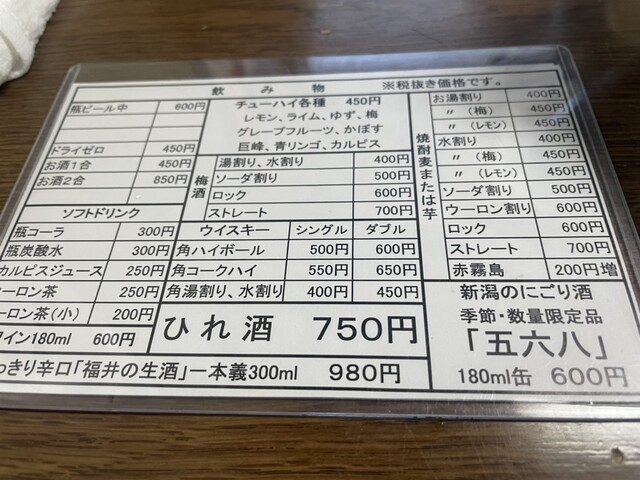 飲み物 ※税抜き価格です。
瓶ビール中 600円
ドライゼロ 450円
お酒1合 450円
お酒2合 850円
ソフトドリンク
瓶コーラ 300円
瓶炭酸水 300円
カルピスジュース 250円
ーロン茶 250円
ーロン茶(小) 200円
イン180ml 600円
っきり辛口「福井の生酒」一本義300ml 980円
チューハイ各種 450円
レモン、ライム、ゆず、梅
グレープフルーツ、かぼす
巨峰、青リンゴ、カルピス
梅酒
湯割り、水割り 400円
ソーダ割り 500円
ロック 600円
ストレート 700円
ウイスキー シングル ダブル
角ハイボール 500円 600円
角コークハイ 550円 650円
角湯割り、水割り 400円 450円
ひれ酒 750円
焼酎麦または芋
お湯割り 400円
〃(梅) 450円
〃(レモン) 450円
水割り 400円
〃(梅) 450円
〃(レモン) 450円
ソーダ割り 500円
ウーロン割り 600円
ロック 600円
ストレート 700円
赤霧島 200円増
新潟のにごり酒
季節・数量限定品
「五六八」
180ml缶 600円